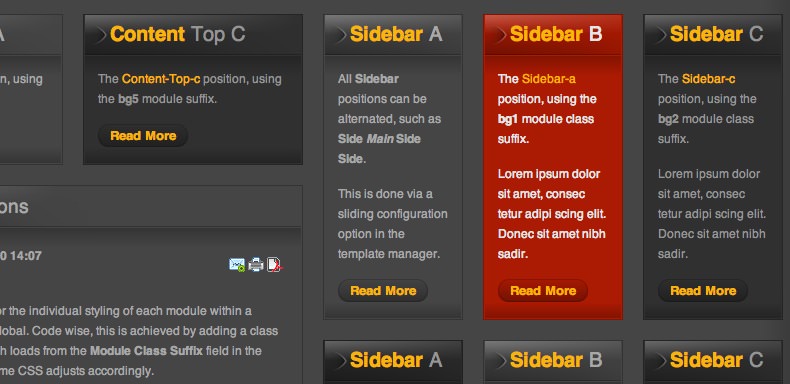 A
n, using
Content Top C
The Content-Top-c position, using
the bg5 module suffix.
Read More
ons
0 14:07
or the individual styling of each module within a
lobal. Code wise, this is achieved by adding a class
h loads from the Module Class Suffix field in the
me CSS adjusts accordingly.
Sidebar A
All Sidebar
positions can be
alternated, such as
Side Main Side
Side.
This is done via a
sliding configuration
option in the
template manager.
Read More
Sidebar B
The Sidebar-a
position, using the
bg1 module class
suffix.
Lorem ipsum dolor
sit amet, consec
tetur adipi scing elit.
Donec sit amet nibh
sadir.
Read More
Sidebar C
The Sidebar-c
position, using the
bg2 module class
suffix.
Lorem ipsum dolor
sit amet, consec
tetur adipi scing elit.
Donec sit amet nibh
sadir.
Read More
Sidebar A
Sidebar B
Sidebar C